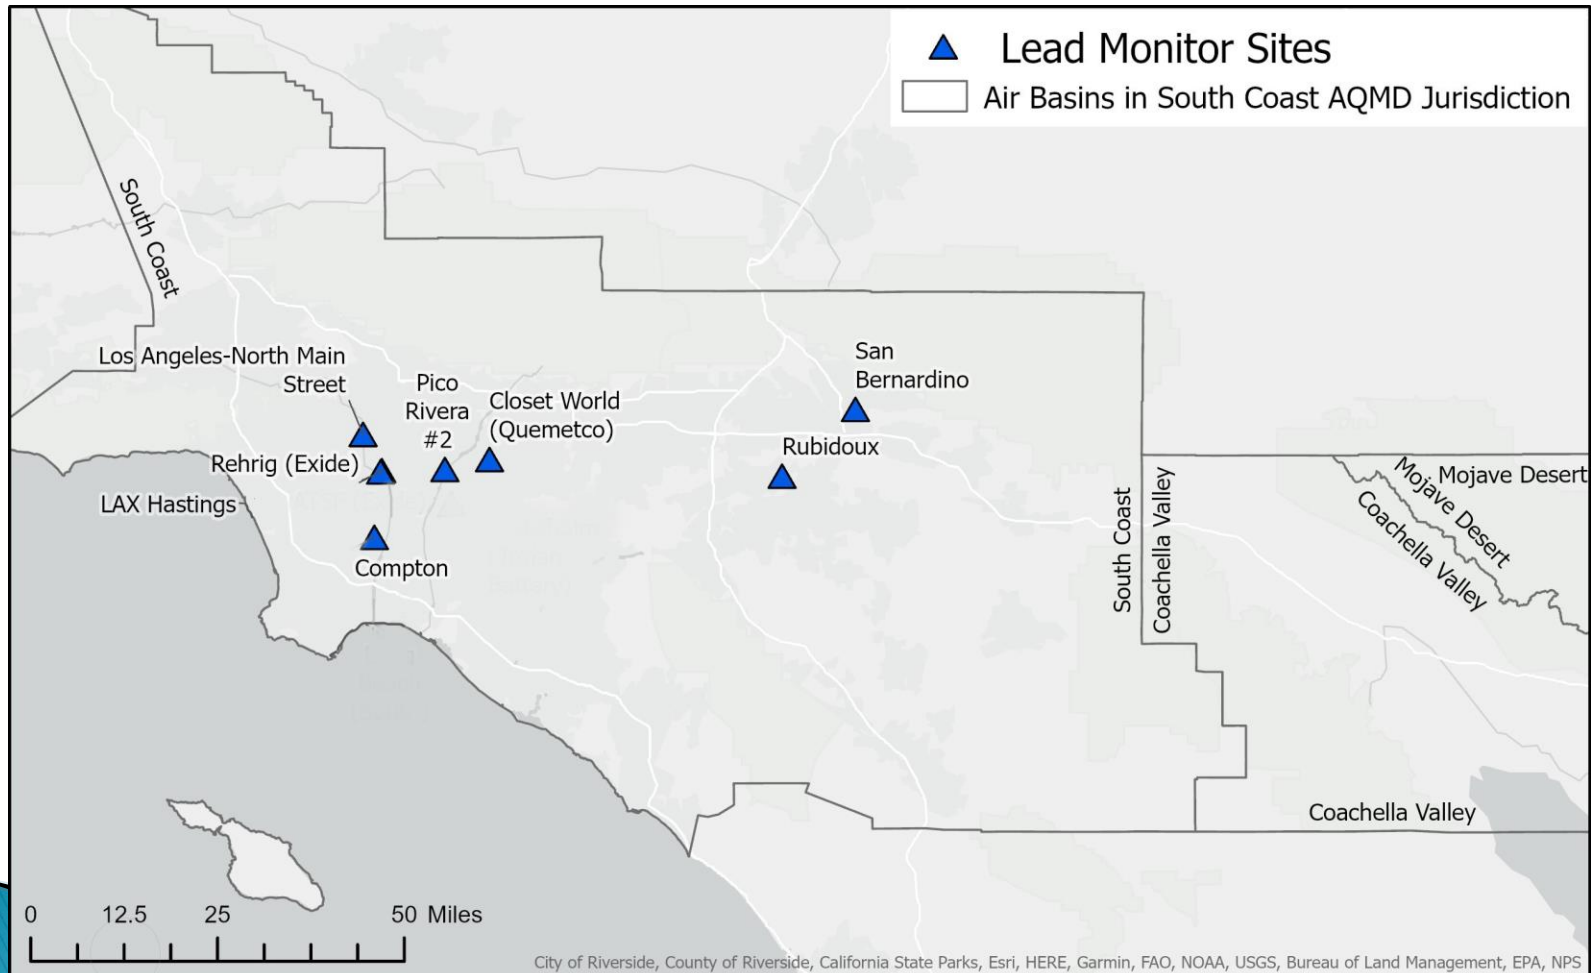 Lead Monitor Sites
Air Basins in South Coast AQMD Jurisdiction
South Coast
Los Angeles-North Main
Street
Pico
Rivera
#2
Closet World
(Quemetco)
San
Bernardino
Rubidoux
Rehrig (Exide)
LAX Hastings
Compton
South Coast
Coachella Valley
Mojave Desert
Mojave Desert
Coachella Valley
Coachella Valley
0 12.5 25 50 Miles
City of Riverside, County of Riverside, California State Parks, Esri, HERE, Garmin, FAO, NOAA, USGS, Bureau of Land Management, EPA, NPS